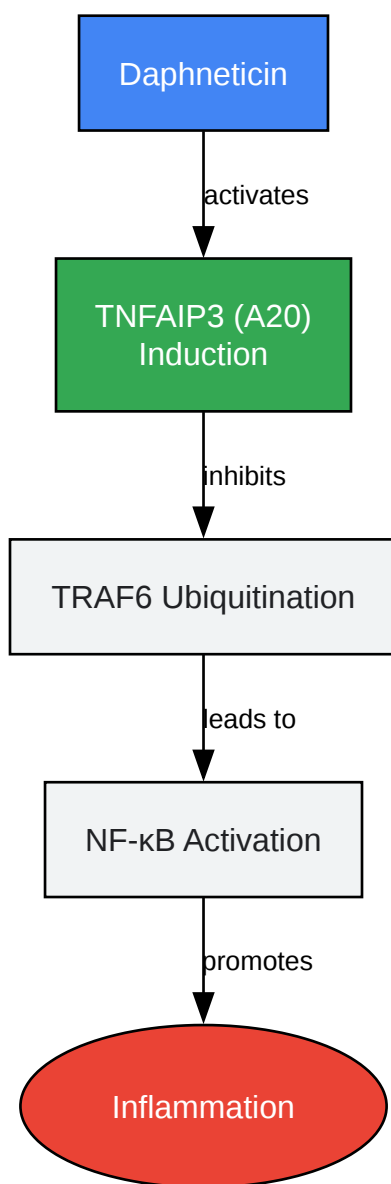 Daphneticin
activates
TNFAIP3 (A20)
Induction
inhibits
TRAF6 Ubiquitination
leads to
NF-κB Activation
promotes
Inflammation